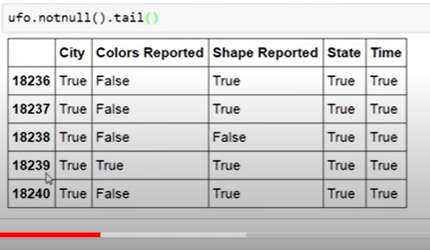 ufo.notnull().tail()
City Colors Reported Shape Reported State Time
18236 True False True True True
18237 True False True True True
18238 True False False True True
18239 True True True True True
18240 True False True True True